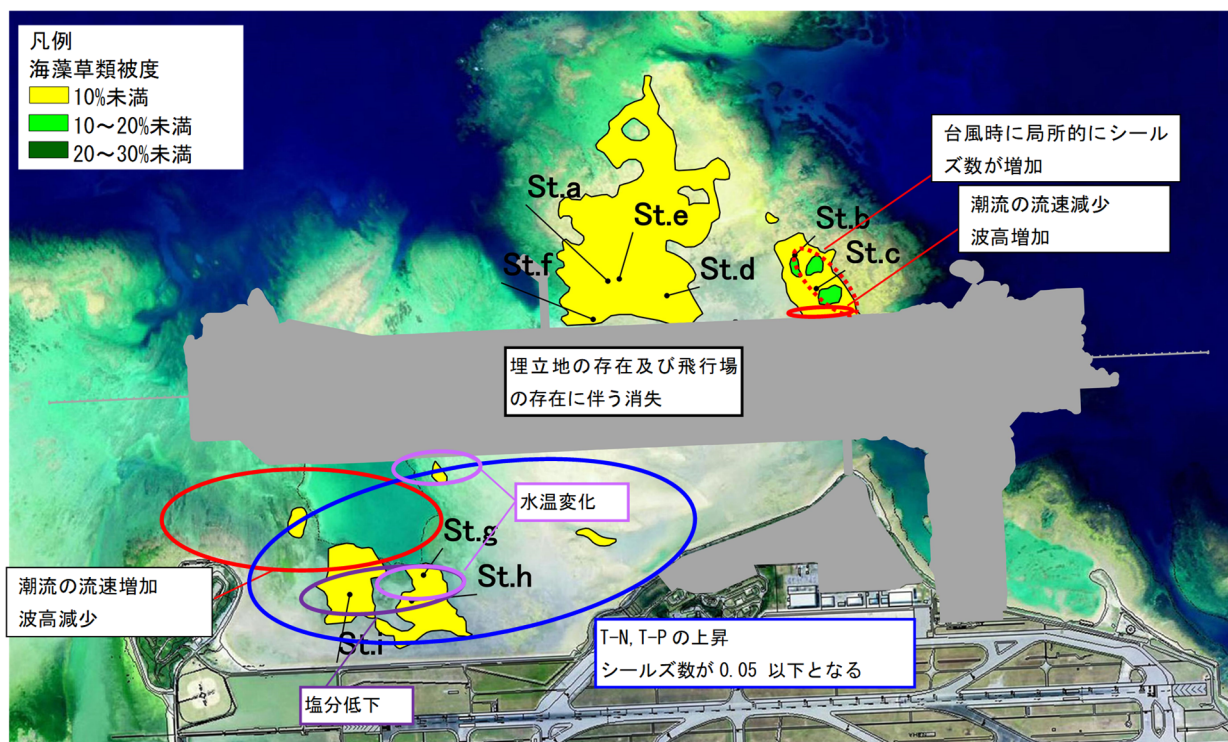 凡例
海藻草類被度
10%未満
10～20%未満
20～30%未満
台風時に局所的にシール
ズ数が増加
潮流の流速減少
波高増加
St.a
St.e
St.b
St.c
St.f
St.d
埋立地の存在及び飛行場
の存在に伴う消失
水温変化
St.g
St.h
潮流の流速増加
波高減少
St.i
T-N, T-P の上昇
シールズ数が 0.05 以下となる
塩分低下